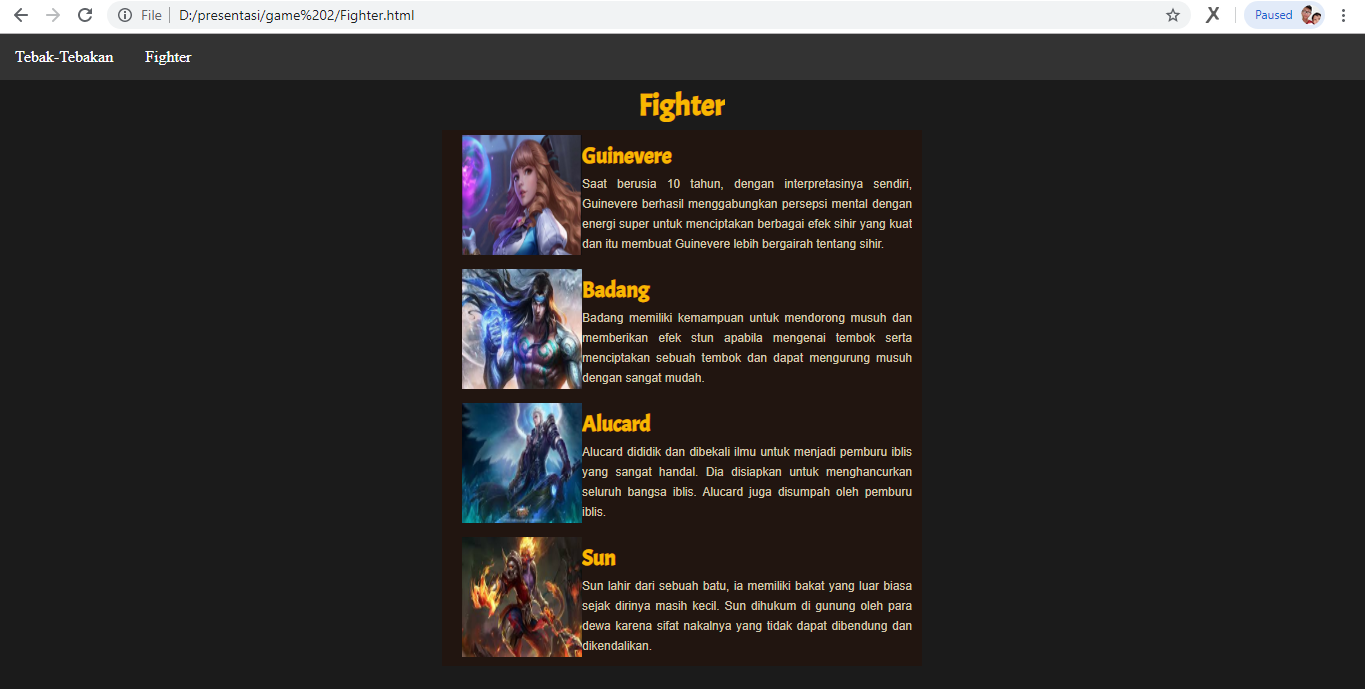 File
D:/presentasi/game%202/Fighter.html
X
Paused
Tebak-Tebakan
Fighter
Fighter
Guinevere
Saat berusia 10 tahun, dengan interpretasinya sendiri,
Guinevere berhasil menggabungkan persepsi mental dengan
energi super untuk menciptakan berbagai efek sihir yang kuat
dan itu membuat Guinevere lebih bergairah tentang sihir.
Badang
Badang memiliki kemampuan untuk mendorong musuh dan
memberikan efek stun apabila mengenai tembok serta
menciptakan sebuah tembok dan dapat mengurung musuh
dengan sangat mudah.
Alucard
Alucard dididik dan dibekali ilmu untuk menjadi pemburu iblis
yang sangat handal. Dia disiapkan untuk menghancurkan
seluruh bangsa iblis. Alucard juga disumpah oleh pemburu
iblis.
Sun
Sun lahir dari sebuah batu, ia memiliki bakat yang luar biasa
sejak dirinya masih kecil. Sun dihukum di gunung oleh para
dewa karena sifat nakalnya yang tidak dapat dibendung dan
dikendalikan.